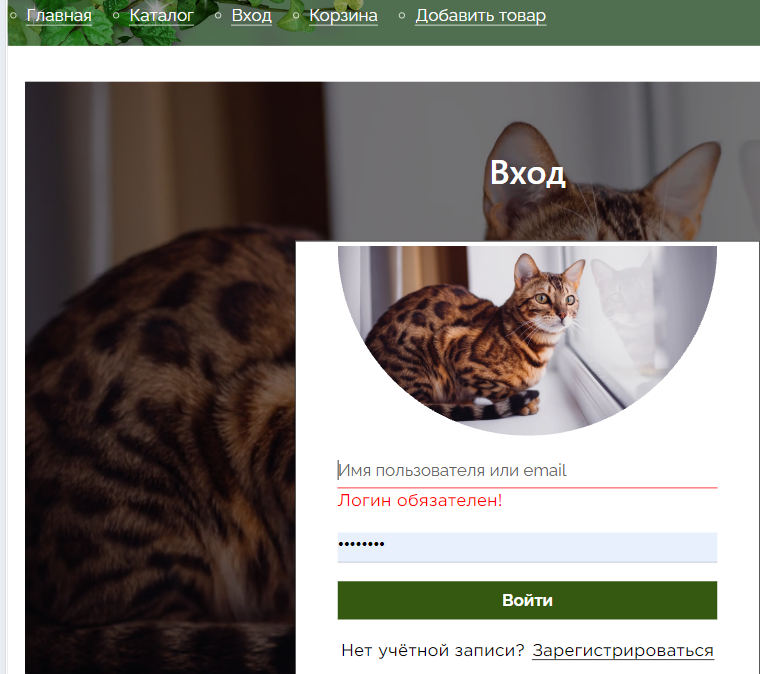 Главная Каталог Вход Корзина Добавить товар
Вход
Имя пользователя или email
Логин обязателен!
••••••••
Войти
Нет учётной записи? Зарегистрироваться